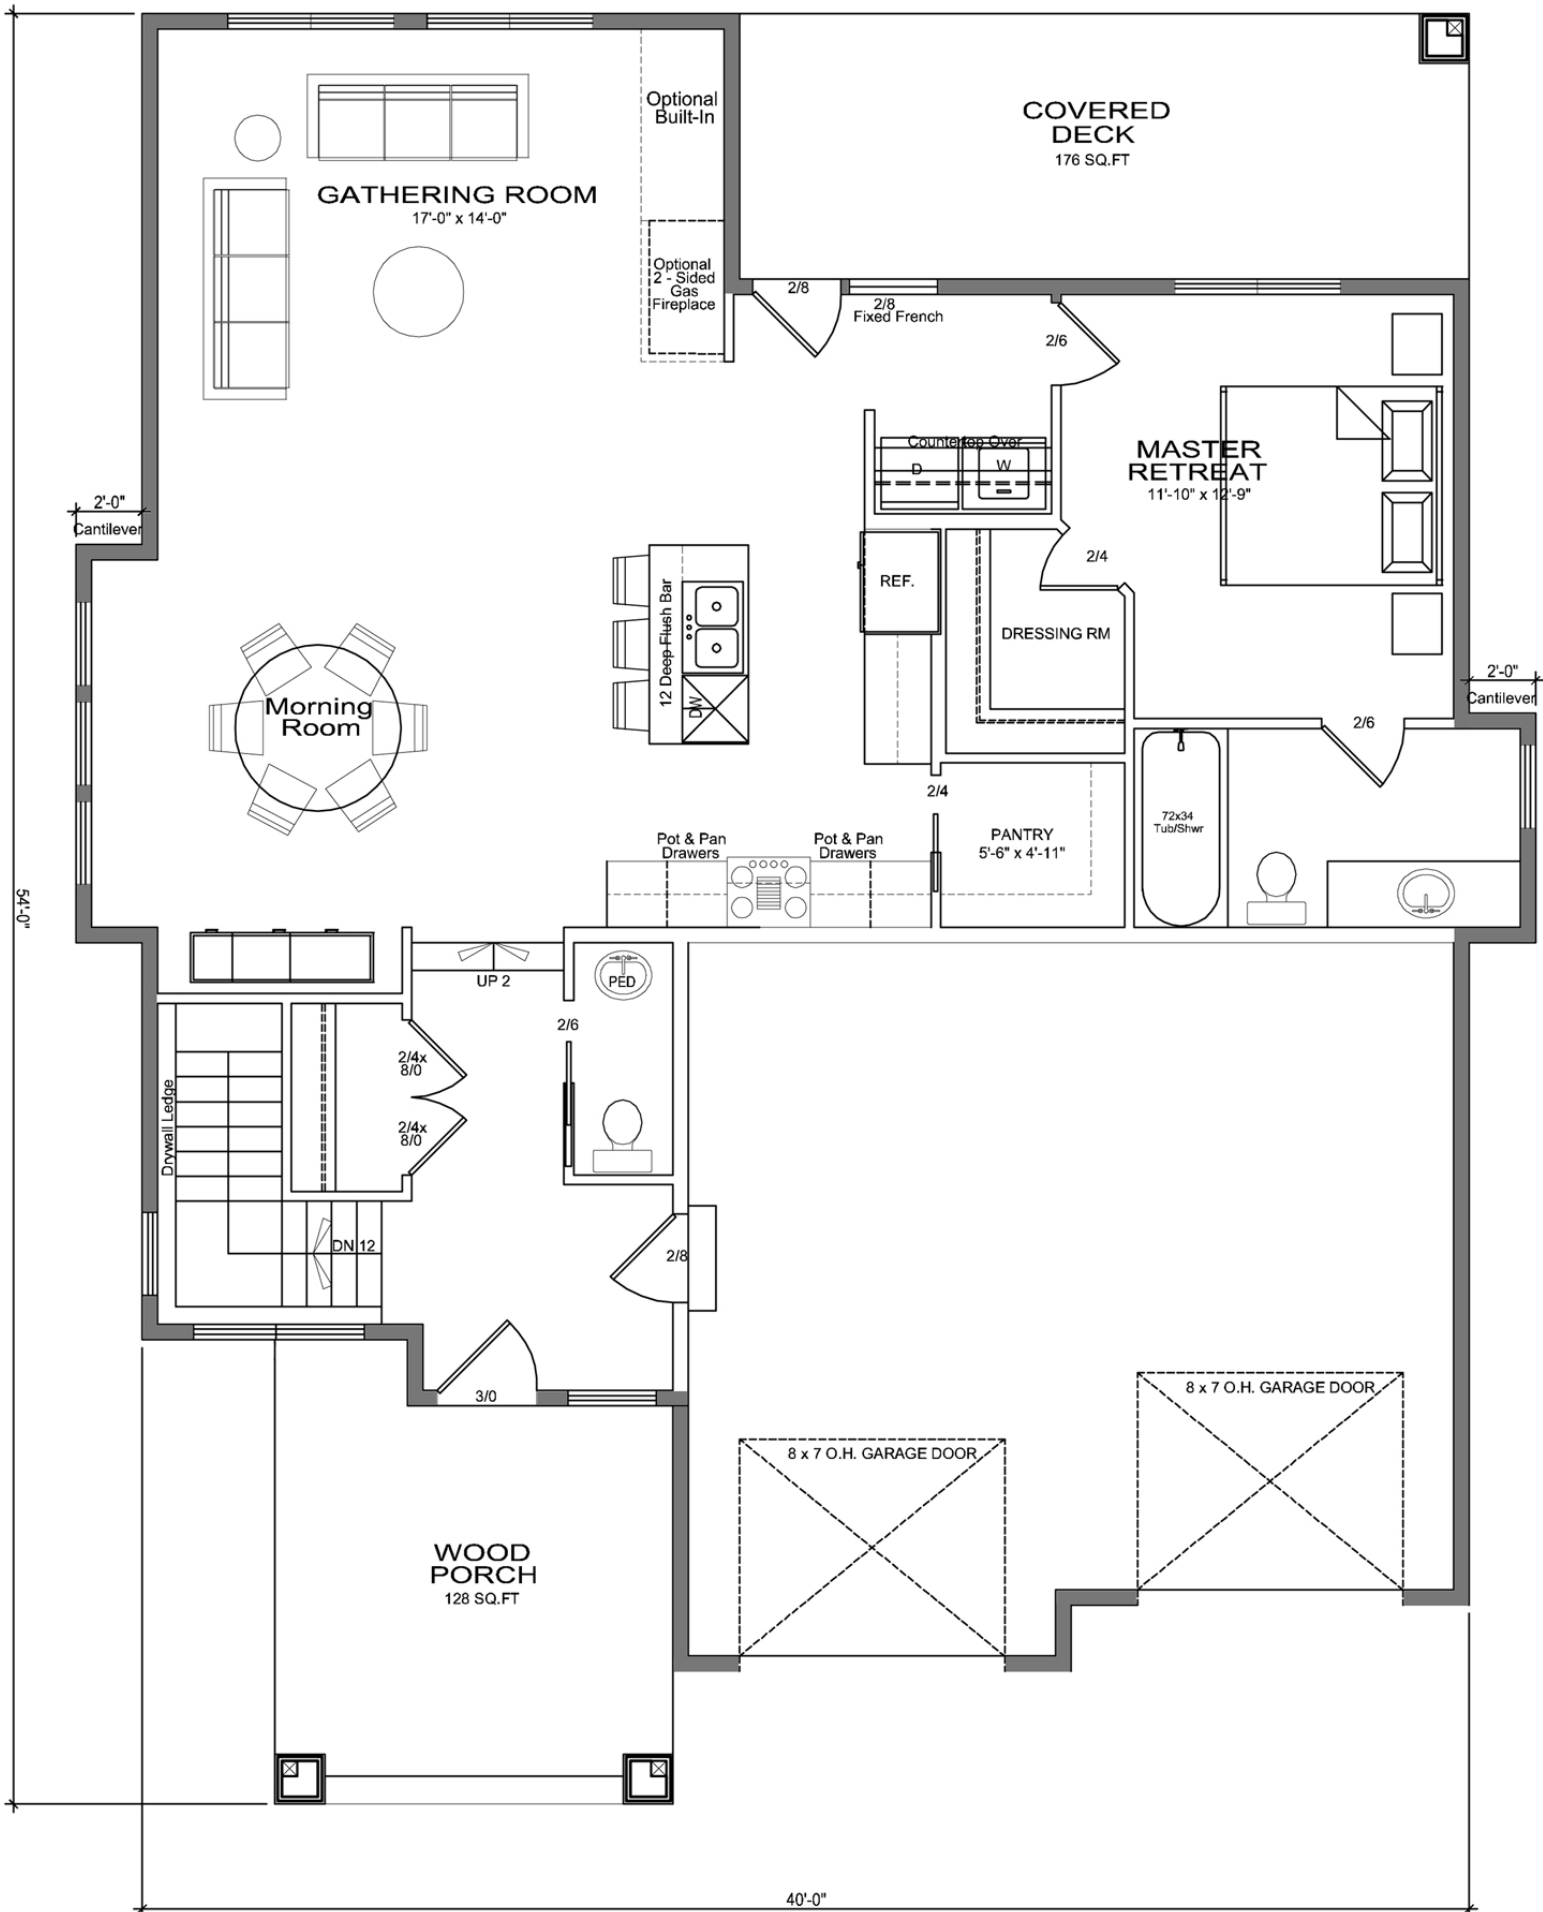 COVERED
DECK
176 SQ.FT
Optional
Built-In
GATHERING ROOM
17'-0" x 14'-0"
Optional
2 - Sided
Gas
Fireplace
2/8
2/8
Fixed French
2/6
Countertop Over
D
W
MASTER
RETREAT
11'-10" x 12'-9"
2'-0"
Cantilever
2/4
REF.
12 Deep Flush Bar
DW
DRESSING RM
2'-0"
Cantilever
Morning
Room
2/6
2/4
72x34
Tub/Shwr
PANTRY
5'-6" x 4'-11"
Pot & Pan
Drawers
Pot & Pan
Drawers
54'-0"
UP 2
PED
2/6
2/4x
8/0
2/4x
8/0
Drywall Ledge
DN 12
2/8
3/0
8 x 7 O.H. GARAGE DOOR
8 x 7 O.H. GARAGE DOOR
WOOD
PORCH
128 SQ.FT
40'-0"